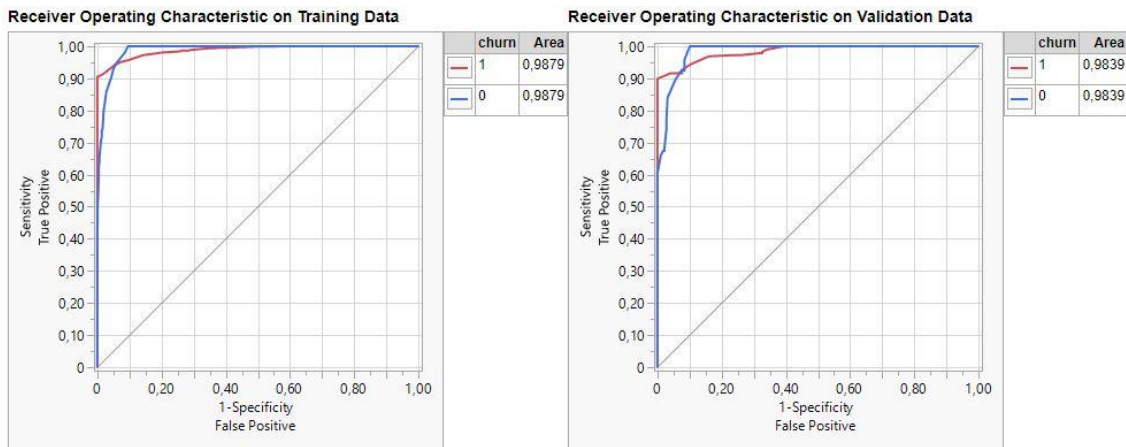 Receiver Operating Characteristic on Training Data
1,00
0,90
0,80
0,70
0,60
0,50
0,40
0,30
0,20
0,10
0
Sensitivity
True Positive
0 0,20 0,40 0,60 0,80 1,00
1-Specificity
False Positive
churn Area
1 0,9879
0 0,9879
Receiver Operating Characteristic on Validation Data
1,00
0,90
0,80
0,70
0,60
0,50
0,40
0,30
0,20
0,10
0
Sensitivity
True Positive
0 0,20 0,40 0,60 0,80 1,00
1-Specificity
False Positive
churn Area
1 0,9839
0 0,9839